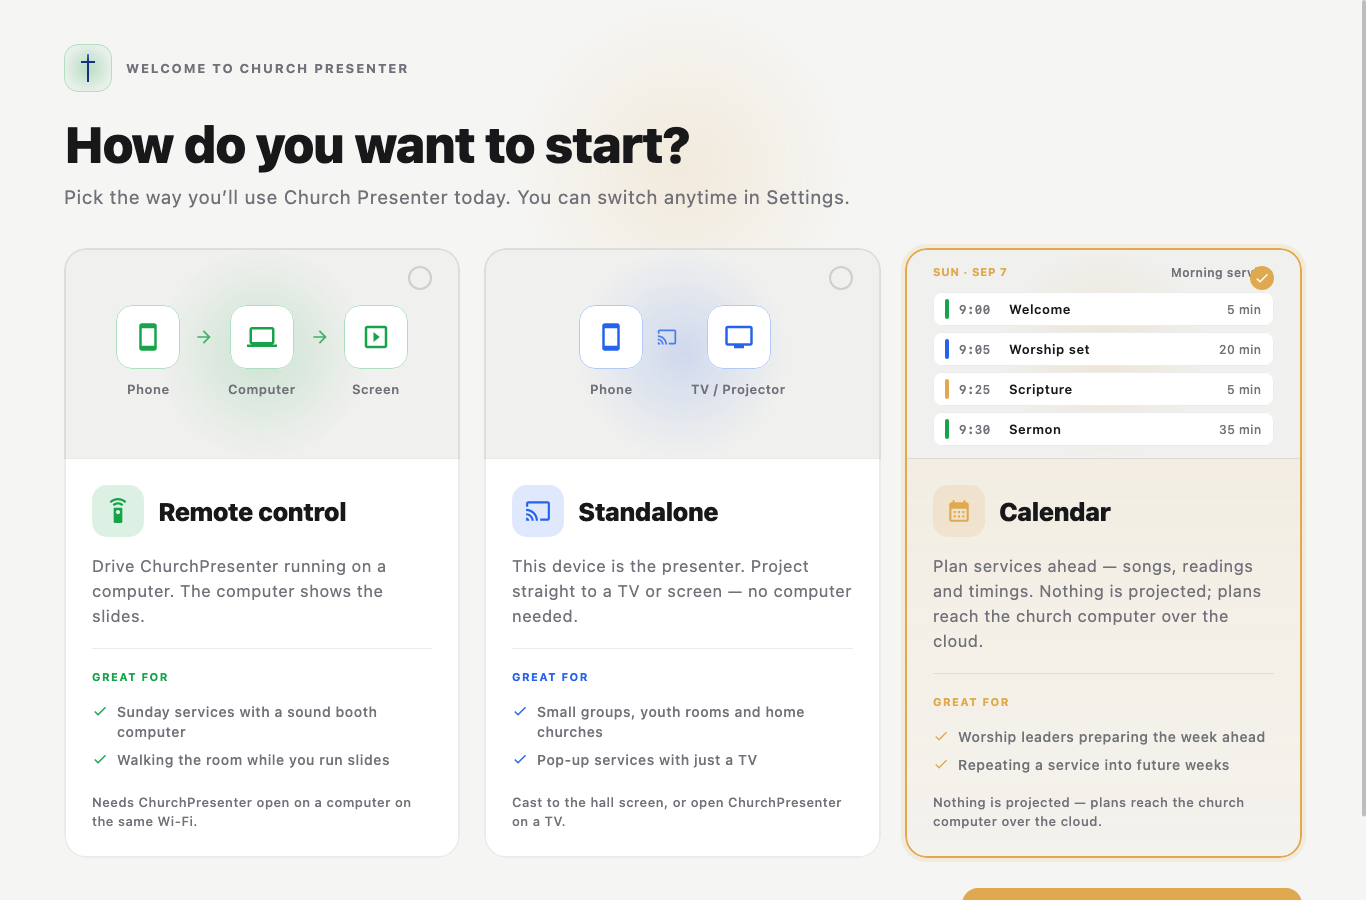 WELCOME TO CHURCH PRESENTER
How do you want to start?
Pick the way you’ll use Church Presenter today. You can switch anytime in Settings.
Phone
Computer
Screen
Remote control
Drive ChurchPresenter running on a
computer. The computer shows the
slides.
GREAT FOR
Sunday services with a sound booth
computer
Walking the room while you run slides
Needs ChurchPresenter open on a computer on
the same Wi-Fi.
Phone
TV / Projector
Standalone
This device is the presenter. Project
straight to a TV or screen — no computer
needed.
GREAT FOR
Small groups, youth rooms and home
churches
Pop-up services with just a TV
Cast to the hall screen, or open ChurchPresenter
on a TV.
SUN · SEP 7 Morning
9:00 Welcome 5 min
9:05 Worship set 20 min
9:25 Scripture 5 min
9:30 Sermon 35 min
Calendar
Plan services ahead — songs, readings
and timings. Nothing is projected; plans
reach the church computer over the
cloud.
GREAT FOR
Worship leaders preparing the week ahead
Repeating a service into future weeks
Nothing is projected — plans reach the church
computer over the cloud.